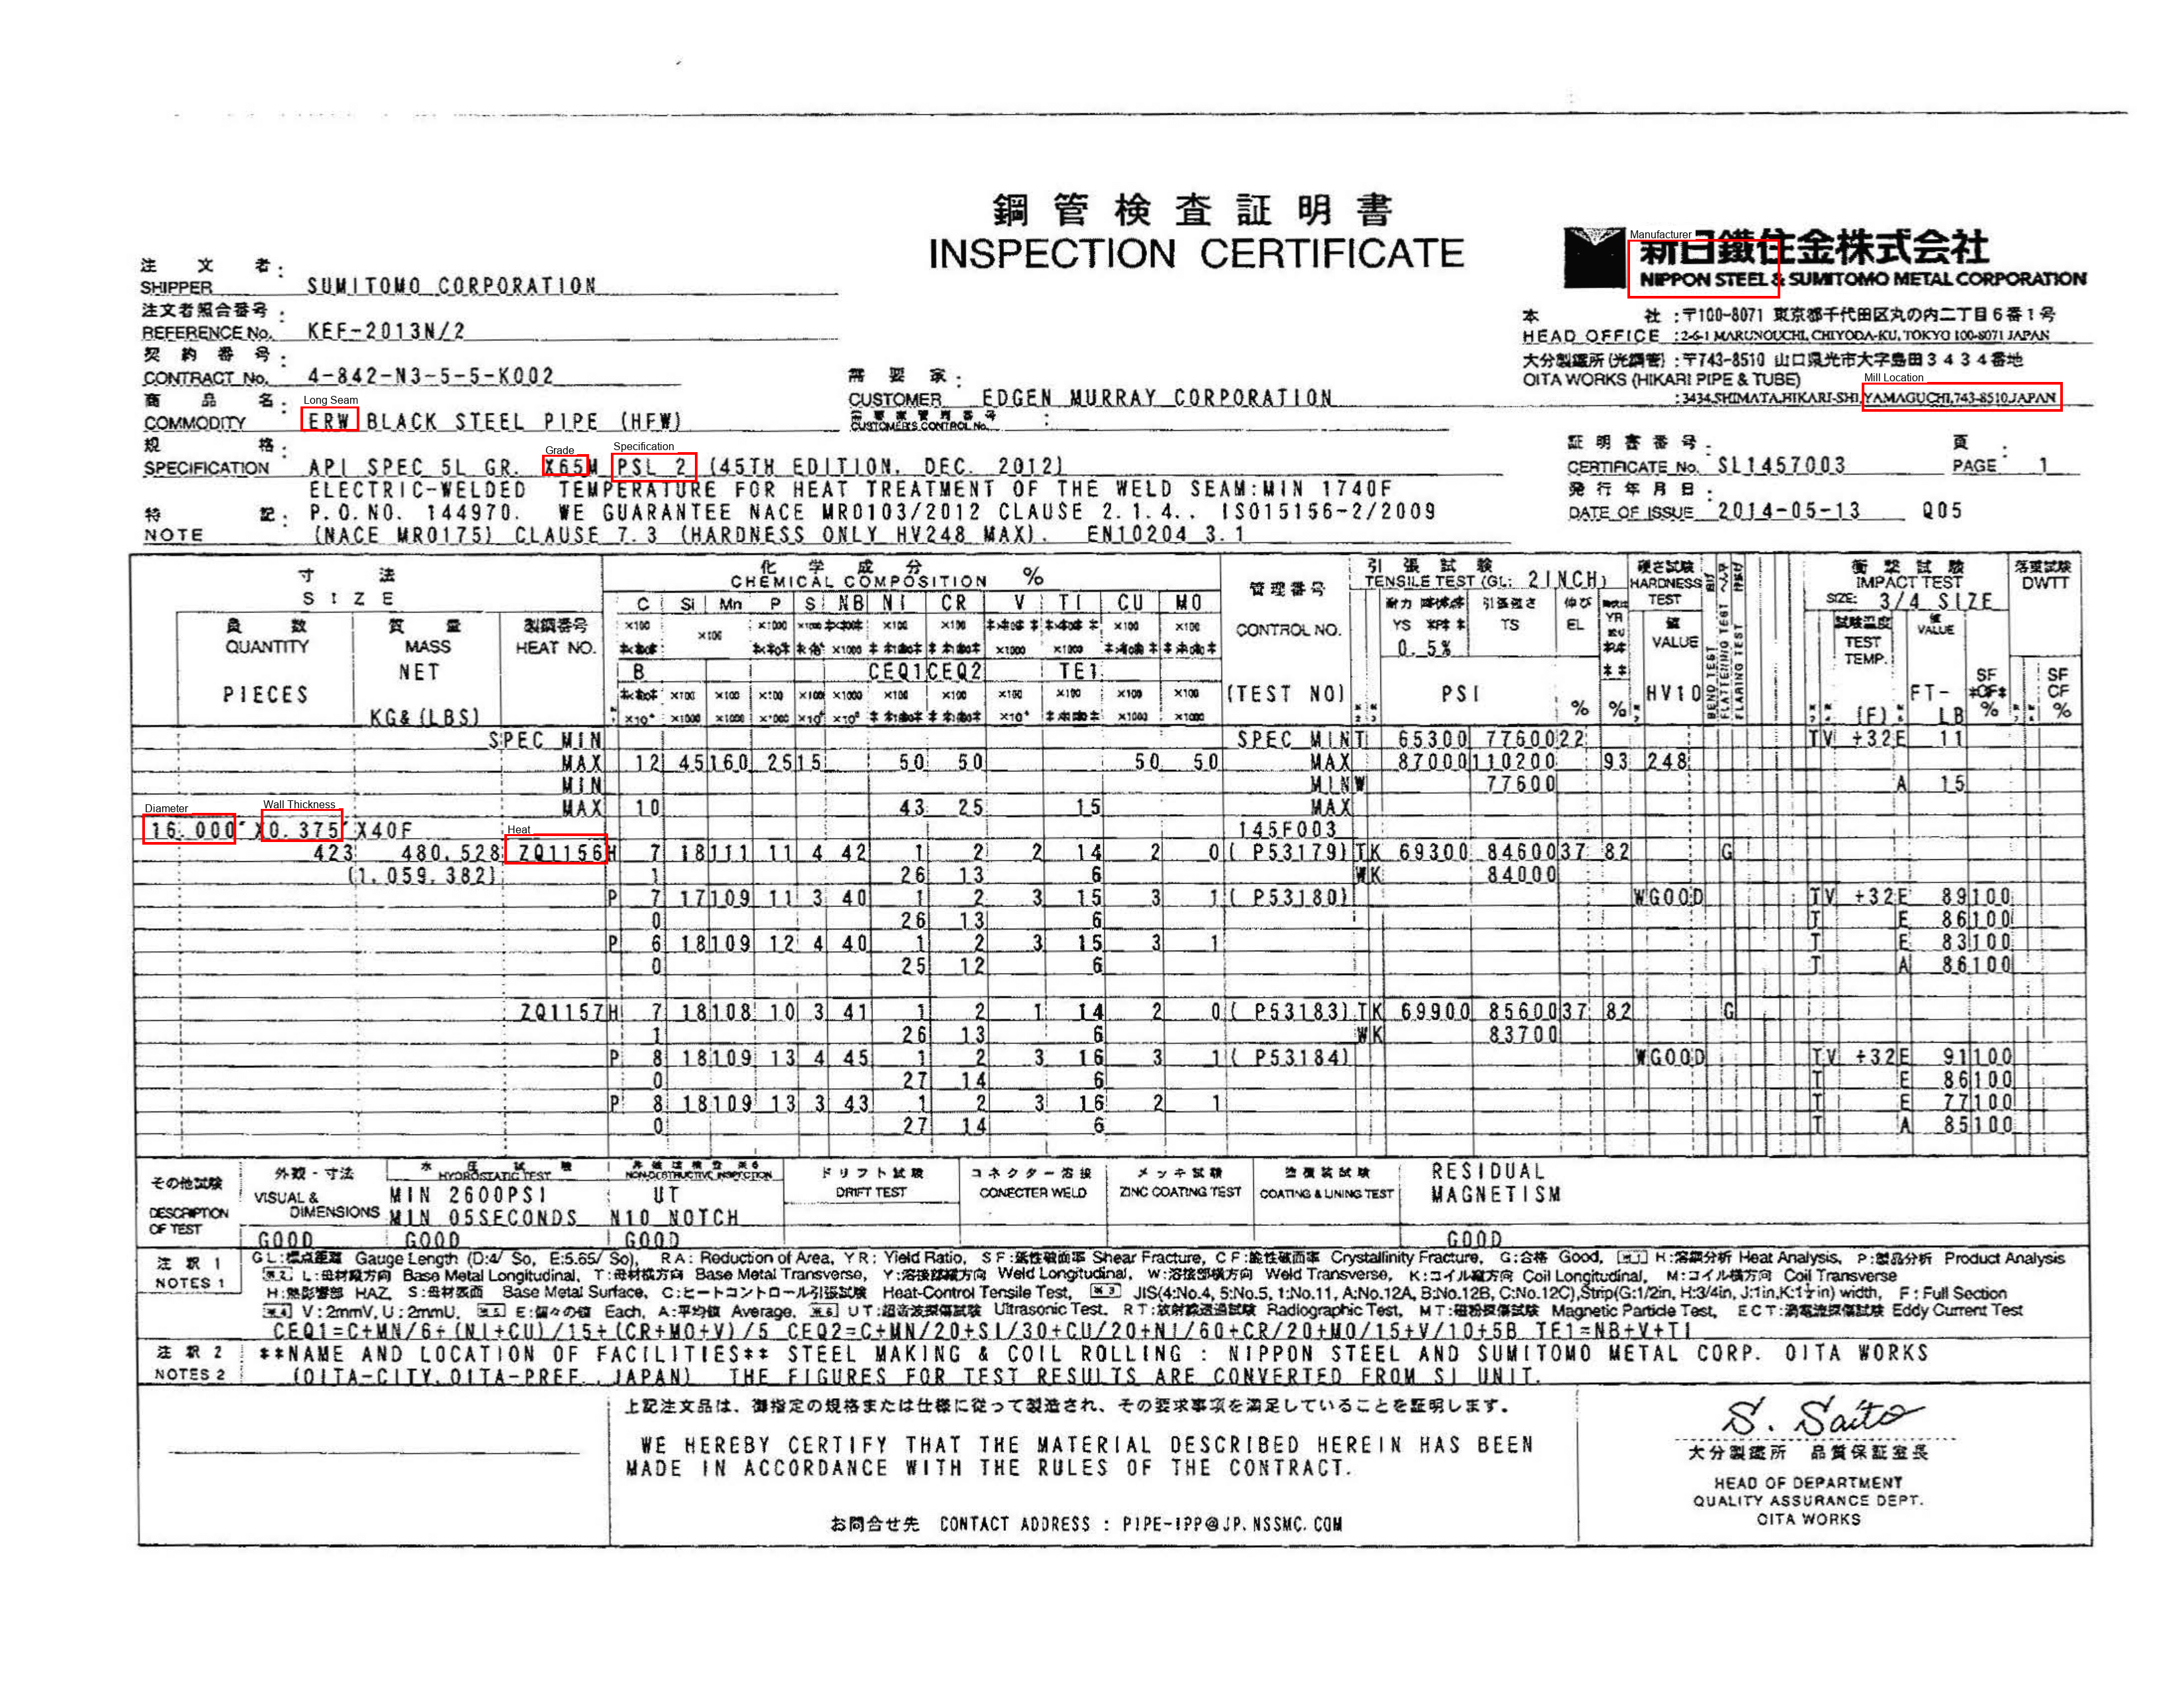 鋼管検査証明書
INSPECTION CERTIFICATE
Manufacturer
新日鐵住金株式会社
NIPPON STEEL & SUMITOMO METAL CORPORATION
注文者:
SHIPPER SUMITOMO CORPORATION
注文者照合番号:
REFERENCE No. KEF-2013N/2
本社:〒100-8071 東京都千代田区丸の内二丁目6番1号
HEAD OFFICE :2-6-1 MARUNOUCHI, CHIYODA-KU, TOKYO 100-8071 JAPAN
契約番号:
CONTRACT No. 4-842-N3-5-5-K002
大分製鐵所(光鋼管):〒743-8510 山口県光市大字島田3434番地
OITA WORKS (HIKARI PIPE & TUBE)
Mill Location
:3434,SHIMATA,HIKARI-SHI,YAMAGUCHI,743-8510,JAPAN
需要家:
CUSTOMER EDGEN MURRAY CORPORATION
需要家管理番号:
CUSTOMER'S CONTROL No.
商品名:
Long Seam
COMMODITY ERW BLACK STEEL PIPE (HFW)
規格:
Grade Specification
SPECIFICATION API SPEC 5L GR. X65M PSL 2 (45TH EDITION, DEC. 2012)
ELECTRIC-WELDED TEMPERATURE FOR HEAT TREATMENT OF THE WELD SEAM:MIN 1740F
証明書番号:
CERTIFICATE No. SL1457003
頁:
PAGE 1
発行年月日:
DATE OF ISSUE 2014-05-13 Q05
特記: P.O.NO. 144970. WE GUARANTEE NACE MR0103/2012 CLAUSE 2.1.4., ISO15156-2/2009
NOTE (NACE MR0175) CLAUSE 7.3 (HARDNESS ONLY HV248 MAX). EN10204 3.1
寸法
SIZE
員数
QUANTITY
PIECES
質量
MASS
NET
KG&(LBS)
製鋼番号
HEAT NO.
化学成分 %
CHEMICAL COMPOSITION
C Si Mn P S NB NI CR V TI CU MO
B CEQ1 CEQ2 TE1
管理番号
CONTROL NO.
(TEST NO)
引張試験
TENSILE TEST (GL: 2INCH)
YS 0.5%
引張強さ TS
伸び EL
YR
PSI
% %
硬さ試験
HARDNESS TEST
値
VALUE
HV10
BEND TEST
FLATTENING TEST
FLARING TEST
衝撃試験
IMPACT TEST
SIZE: 3/4 SIZE
試験温度
TEST TEMP.
(F)
値
VALUE
FT-LB
SF CF %
落重試験
DWTT
SF CF %
SPEC MIN SPEC MIN T 65300 77600 22 TV +32E 11
MAX 12 45 160 25 15 50 50 50 50 MAX 87000 110200 93 248
MIN MIN W 77600 A 15
MAX 10 43 25 15 MAX
Diameter Wall Thickness
16.000" X0.375"X40F 145F003
Heat
423 480,528 ZQ1156 H 7 18 111 11 4 42 1 2 2 14 2 0 ( P53179) TK 69300 84600 37 82 G
(1,059,382) 1 26 13 6 WK 84000
P 7 17 109 11 3 40 1 2 3 15 3 1 ( P53180) W GOOD TV +32E 89 100
0 26 13 6 T E 86 100
P 6 18 109 12 4 40 1 2 3 15 3 1 T E 83 100
0 25 12 6 T A 86 100
ZQ1157 H 7 18 108 10 3 41 1 2 1 14 2 0 ( P53183) TK 69900 85600 37 82 G
1 26 13 6 WK 83700
P 8 18 109 13 4 45 1 2 3 16 3 1 ( P53184) W GOOD TV +32E 91 100
0 27 14 6 T E 86 100
P 8 18 109 13 3 43 1 2 3 16 2 1 T E 77 100
0 27 14 6 T A 85 100
その他試験
DESCRIPTION OF TEST
外観・寸法
VISUAL & DIMENSIONS
GOOD
水圧試験
HYDROSTATIC TEST
MIN 2600PSI
MIN 05SECONDS
GOOD
NON-DESTRUCTIVE INSPECTION
UT
N10 NOTCH
GOOD
ドリフト試験
DRIFT TEST
コネクター溶接
CONECTER WELD
メッキ試験
ZINC COATING TEST
塗覆装試験
COATING & LINING TEST
RESIDUAL
MAGNETISM
GOOD
注釈1
NOTES 1
GL:標点距離 Gauge Length (D:4√So, E:5.65√So), RA: Reduction of Area, YR: Yield Ratio, SF:延性破面率 Shear Fracture, CF:脆性破面率 Crystallinity Fracture, G:合格 Good, ※1 H:溶鋼分析 Heat Analysis, P:製品分析 Product Analysis
※2 L:母材縦方向 Base Metal Longitudinal, T:母材横方向 Base Metal Transverse, Y:溶接部縦方向 Weld Longitudinal, W:溶接部横方向 Weld Transverse, K:コイル縦方向 Coil Longitudinal, M:コイル横方向 Coil Transverse
H:熱影響部 HAZ, S:母材表面 Base Metal Surface, C:ヒートコントロール引張試験 Heat-Control Tensile Test, ※3 JIS(4:No.4, 5:No.5, 1:No.11, A:No.12A, B:No.12B, C:No.12C),Strip(G:1/2in, H:3/4in, J:1in,K:1½in) width, F: Full Section
※4 V:2mmV, U:2mmU, ※5 E:個々の値 Each, A:平均値 Average, ※6 UT:超音波探傷試験 Ultrasonic Test, RT:放射線透過試験 Radiographic Test, MT:磁粉探傷試験 Magnetic Particle Test, ECT:渦電流探傷試験 Eddy Current Test
CEQ1=C+MN/6+(NI+CU)/15+(CR+MO+V)/5 CEQ2=C+MN/20+SI/30+CU/20+NI/60+CR/20+MO/15+V/10+5B TE1=NB+V+TI
注釈2
NOTES 2
**NAME AND LOCATION OF FACILITIES** STEEL MAKING & COIL ROLLING : NIPPON STEEL AND SUMITOMO METAL CORP. OITA WORKS
(OITA-CITY,OITA-PREF., JAPAN) THE FIGURES FOR TEST RESULTS ARE CONVERTED FROM SI UNIT.
上記注文品は、御指定の規格または仕様に従って製造され、その要求事項を満足していることを証明します。
WE HEREBY CERTIFY THAT THE MATERIAL DESCRIBED HEREIN HAS BEEN
MADE IN ACCORDANCE WITH THE RULES OF THE CONTRACT.
お問合せ先 CONTACT ADDRESS : PIPE-IPP@JP.NSSMC.COM
S. Saito
大分製鐵所 品質保証室長
HEAD OF DEPARTMENT
QUALITY ASSURANCE DEPT.
OITA WORKS